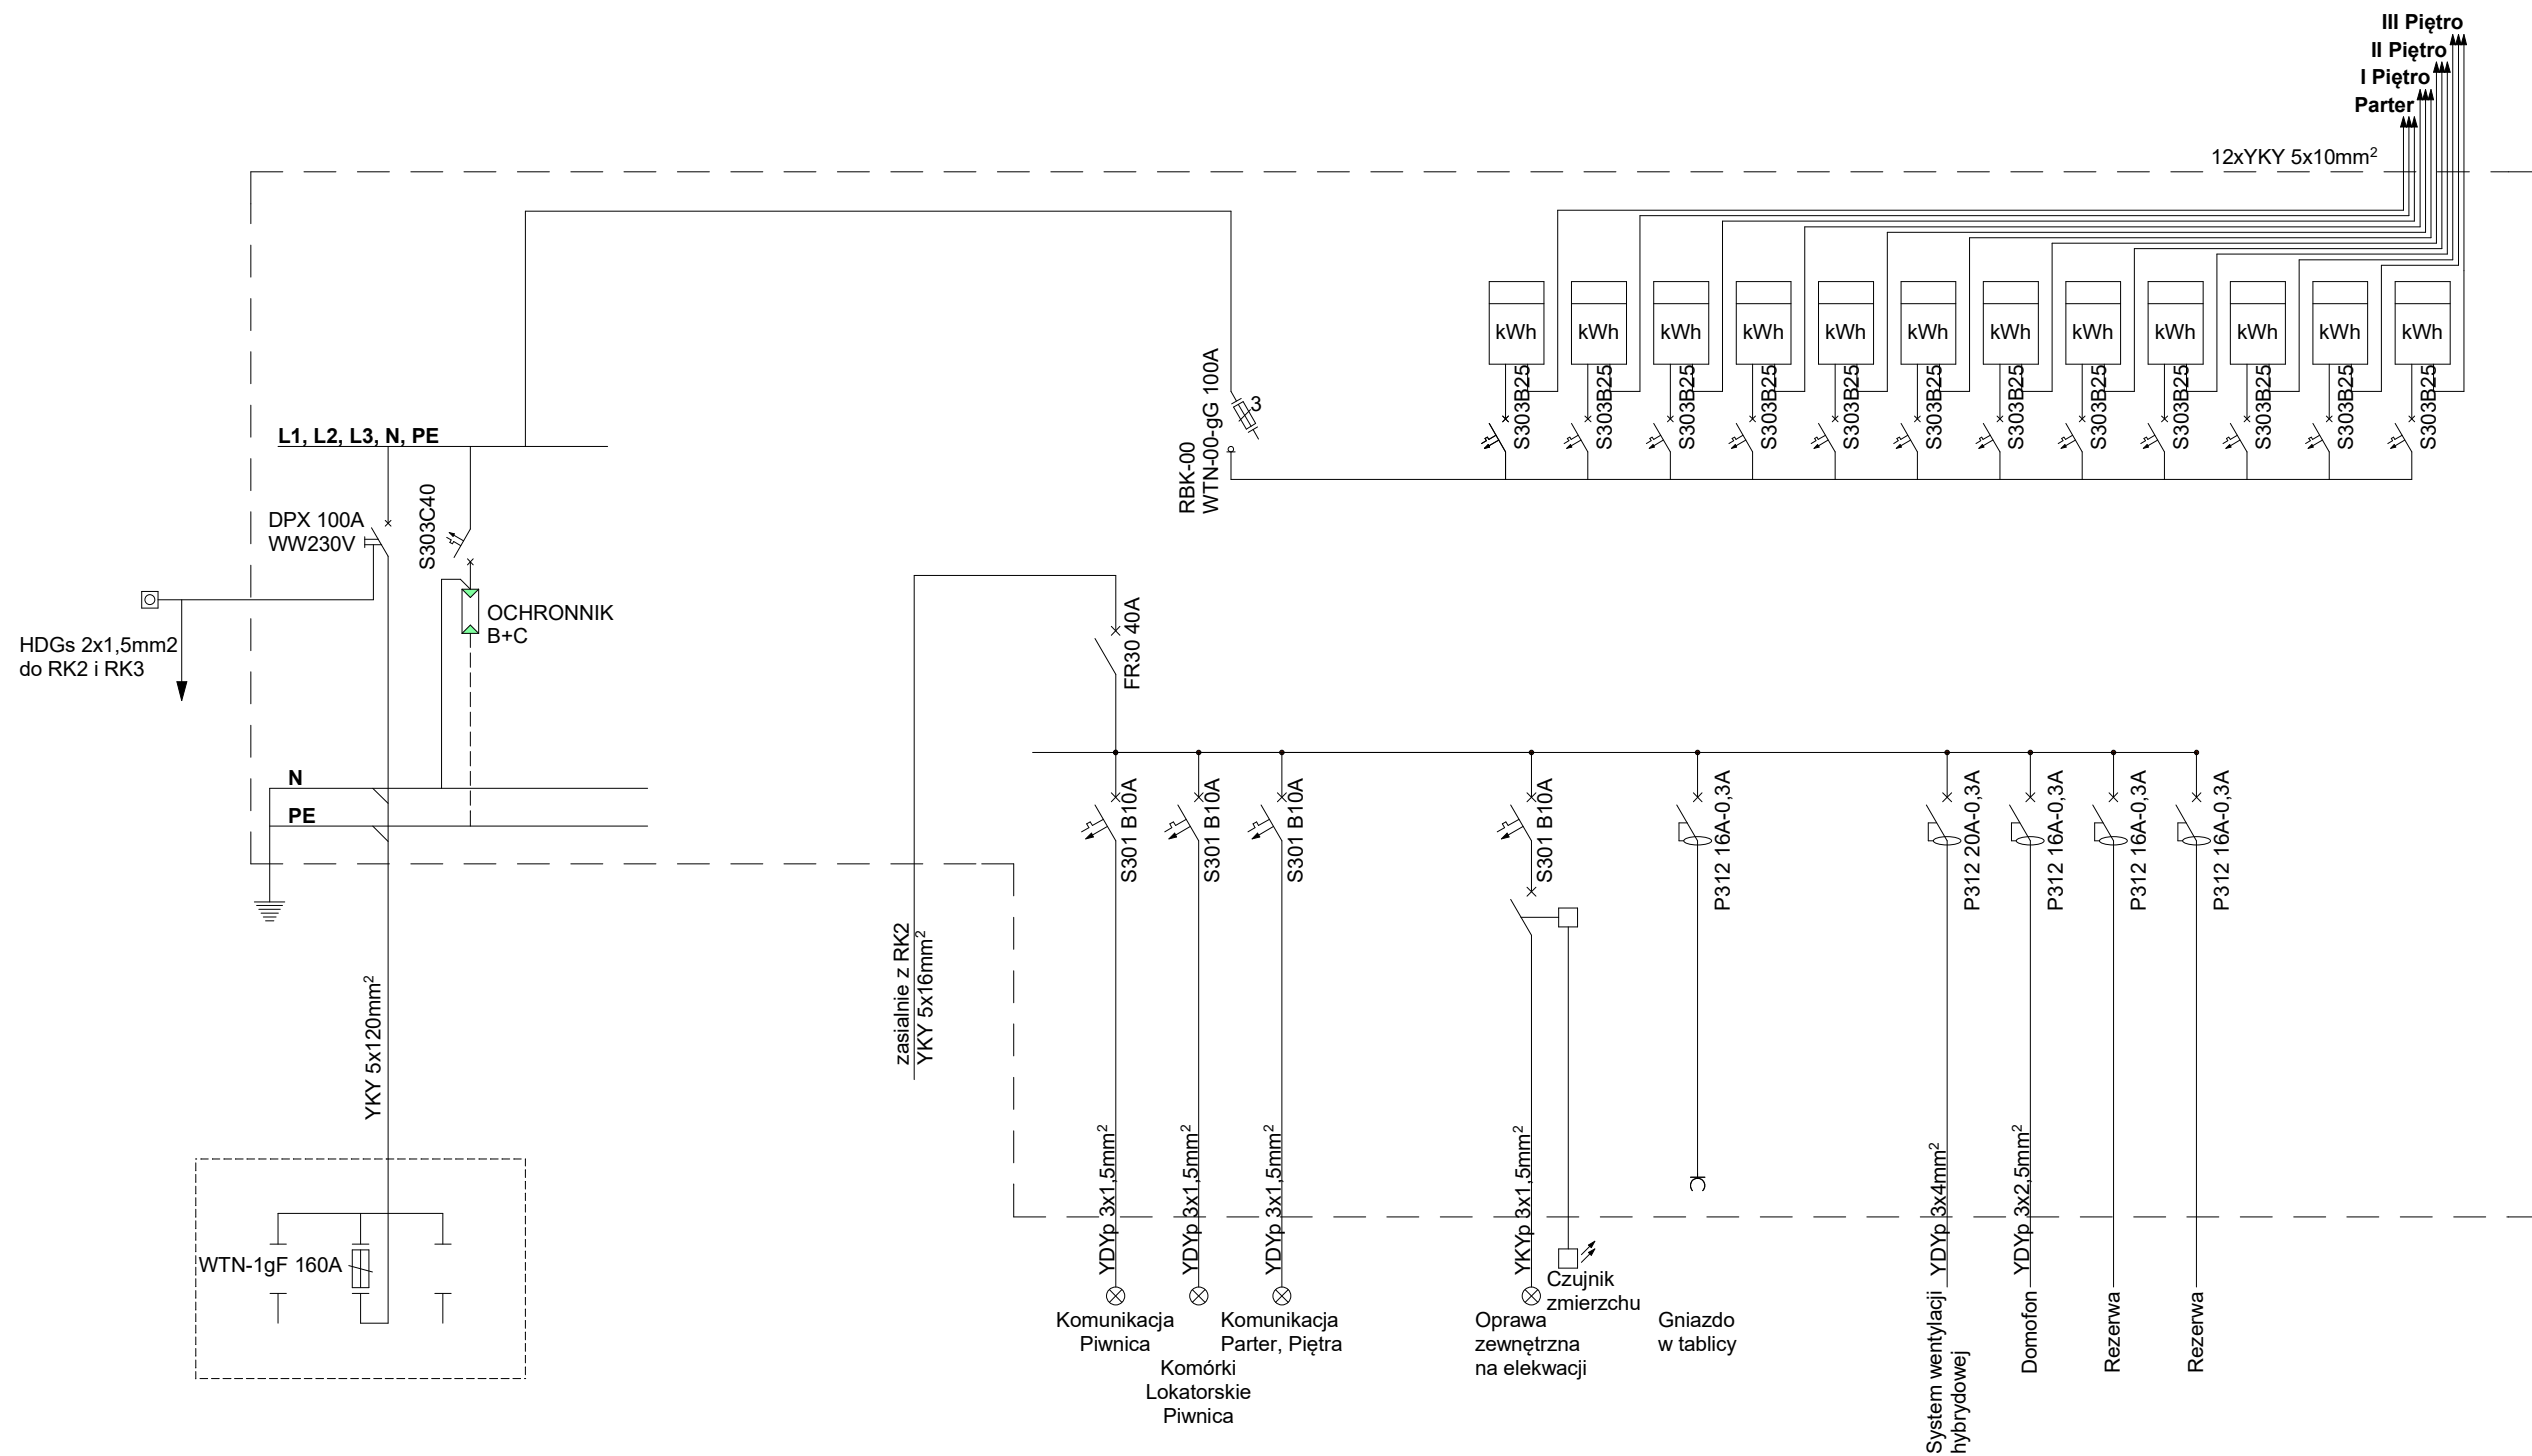 III Piętro
II Piętro
I Piętro
Parter
12xYKY 5x10mm²
kWh
kWh
kWh
kWh
kWh
kWh
kWh
kWh
kWh
kWh
kWh
kWh
S303B25
S303B25
S303B25
S303B25
S303B25
S303B25
S303B25
S303B25
S303B25
S303B25
S303B25
S303B25
RBK-00
WTN-00-gG 100A
3
L1, L2, L3, N, PE
DPX 100A
WW230V
S303C40
OCHRONNIK
B+C
HDGs 2x1,5mm2
do RK2 i RK3
FR30 40A
N
PE
S301 B10A
S301 B10A
S301 B10A
S301 B10A
P312 16A-0,3A
P312 20A-0,3A
P312 16A-0,3A
P312 16A-0,3A
P312 16A-0,3A
zasialnie z RK2
YKY 5x16mm²
YKY 5x120mm²
WTN-1gF 160A
YDYp 3x1,5mm²
YDYp 3x1,5mm²
YDYp 3x1,5mm²
YKYp 3x1,5mm²
YDYp 3x4mm²
YDYp 3x2,5mm²
Czujnik
zmierzchu
Komunikacja
Piwnica
Komórki
Lokatorskie
Piwnica
Komunikacja
Parter, Piętra
Oprawa
zewnętrzna
na elekwacji
Gniazdo
w tablicy
System wentylacji
hybrydowej
Domofon
Rezerwa
Rezerwa